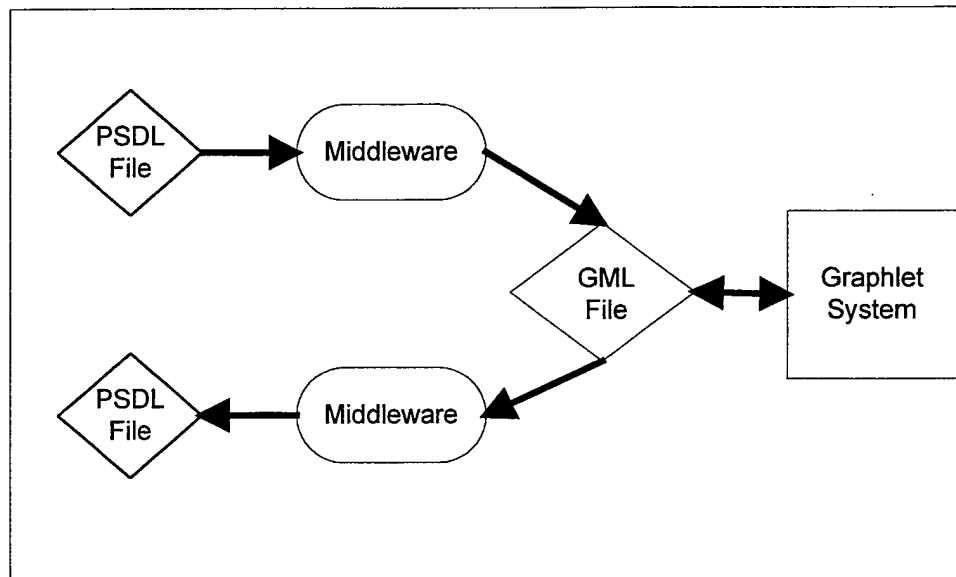 PSDL
File
Middleware
GML
File
Graphlet
System
PSDL
File
Middleware